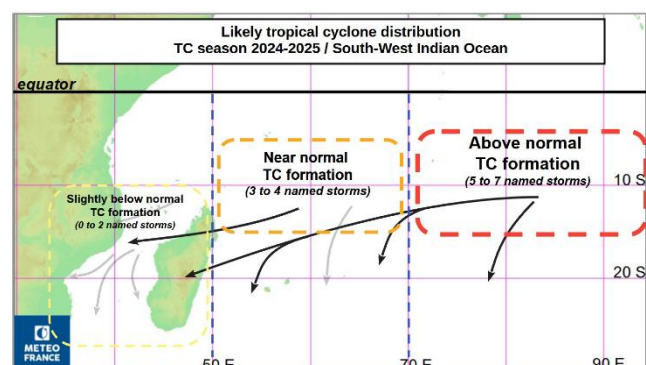 Likely tropical cyclone distribution
TC season 2024-2025 / South-West Indian Ocean
equator
Above normal
TC formation
(5 to 7 named storms)
Near normal
TC formation
(3 to 4 named storms)
10 S
Slightly below normal
TC formation
(0 to 2 named storms)
20 S
METEO
FRANCE
50 E
70 E
90 E